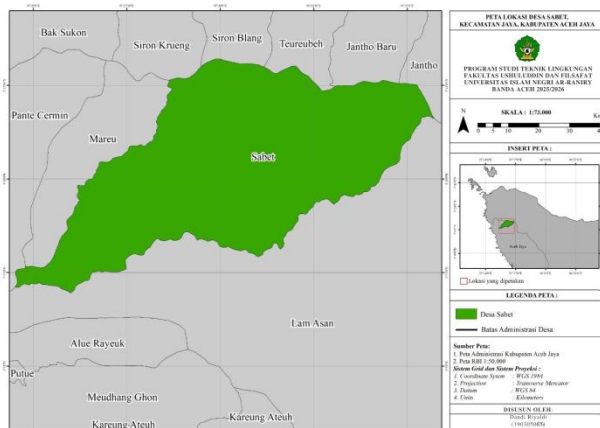 Bak Sukon
Siron Krueng
Siron Blang
Teureubeh
Jantho Baru
Jantho
Pante Cermin
Mareu
Sabet
Lam Asan
Alue Rayeuk
Putue
Meudhang Ghon
Kareung Ateuh
Kareung Ateuh
PETA LOKASI DESA SABET,
KECAMATAN JAYA, KABUPATEN ACEH JAYA
PROGRAM STUDI TEKNIK LINGKUNGAN
FAKULTAS USHULUDDIN DAN FILSAFAT
UNIVERSITAS ISLAM NEGRI AR-RANIRY
BANDA ACEH 2025/2026
SKALA : 1:73.000
N
0 5 10 20 30
INSERT PETA :
Aceh Jaya
Lokasi yang dipetakan
LEGENDA PETA :
Desa Sabet
Batas Administrasi Desa
Sumber Peta:
1. Peta Administrasi Kabupaten Aceh Jaya
2. Peta RBI 1:50.000
Sistem Grid dan Sistem Proyeksi :
1. Coordinate System : WGS 1984
2. Projection : Transverse Mercator
3. Datum : WGS 84
4. Units : Kilometers
DISUSUN OLEH: